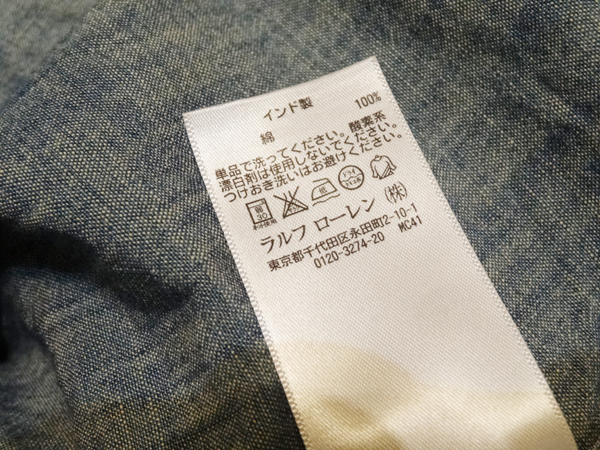 インド製
綿 100%
単品で洗ってください。酸素系
漂白剤は使用しないでください。
つけおき洗いはお避けください。
ラルフ ローレン (株)
東京都千代田区永田町2-10-1
0120-3274-20 MC41